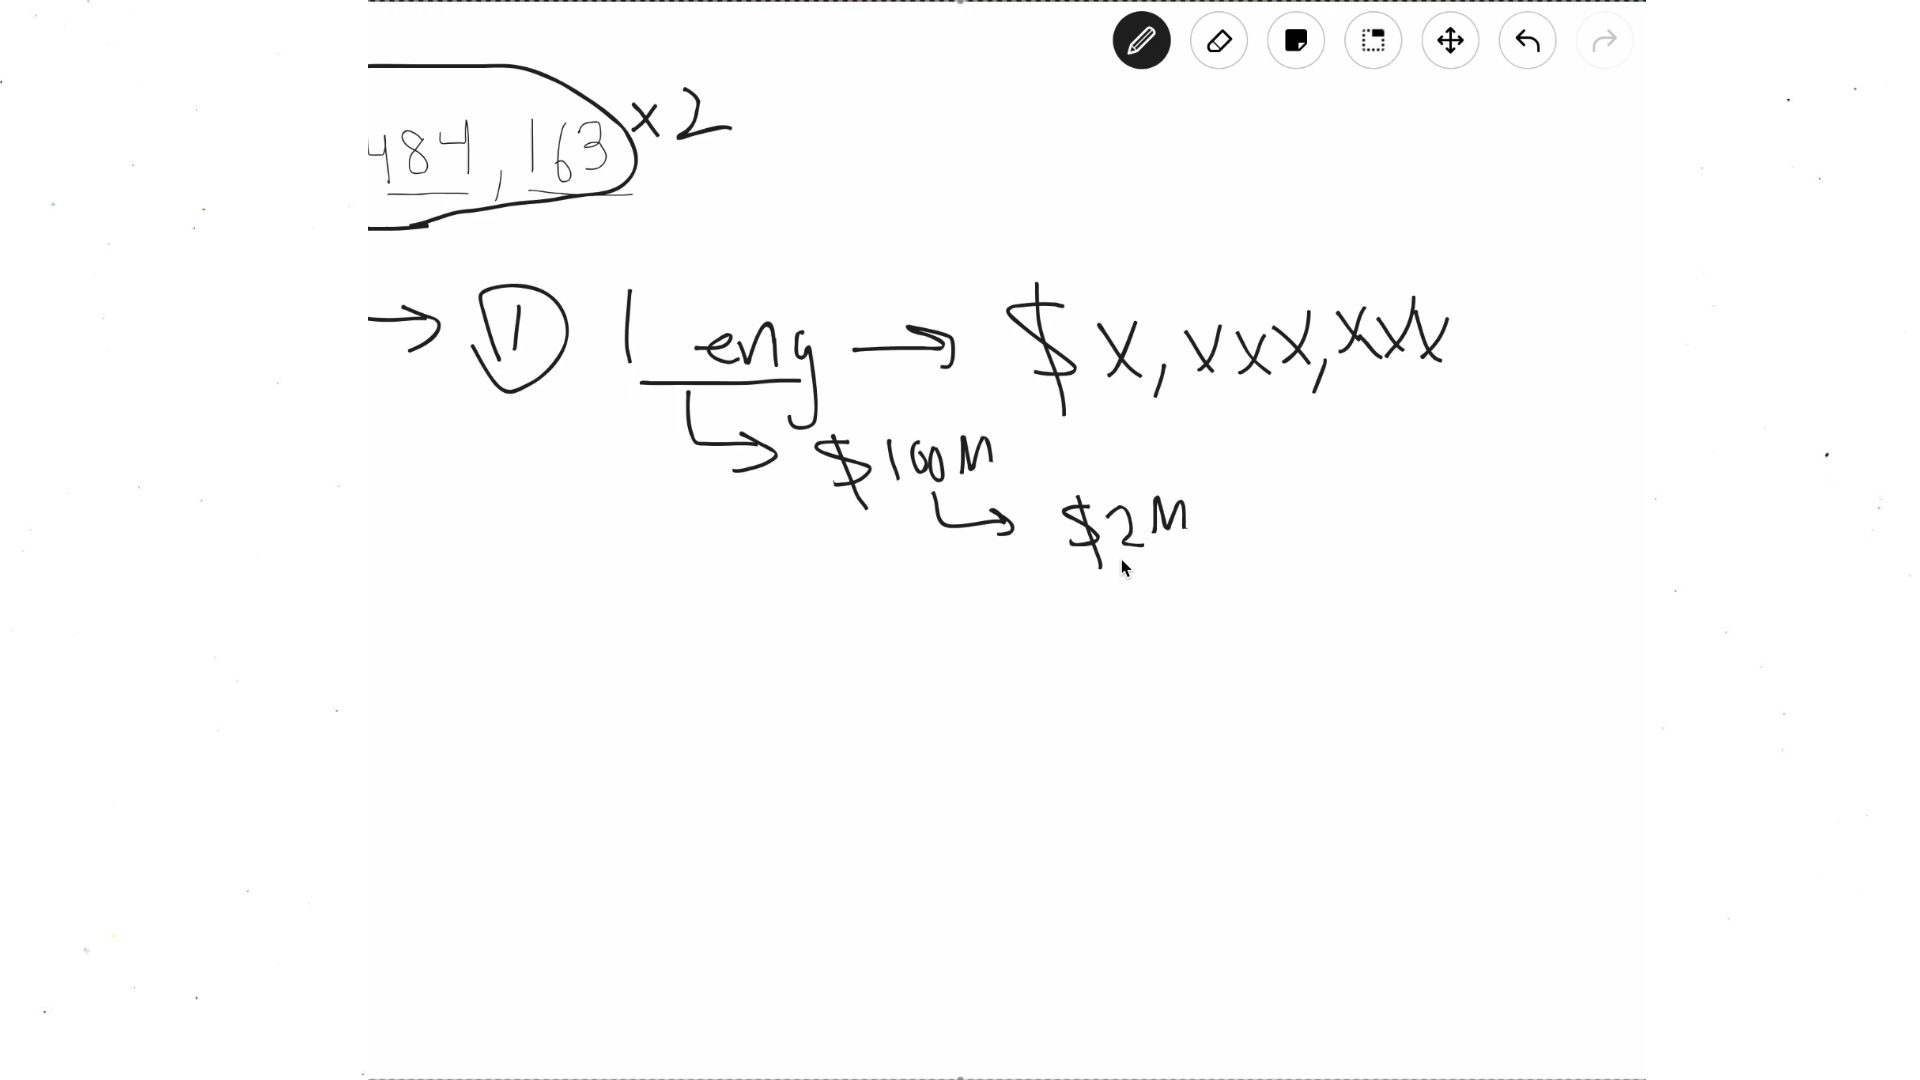 484,163 x2
→ ① 1 eng → $X,XXX,XXX
↳ $100M
↳ $2M